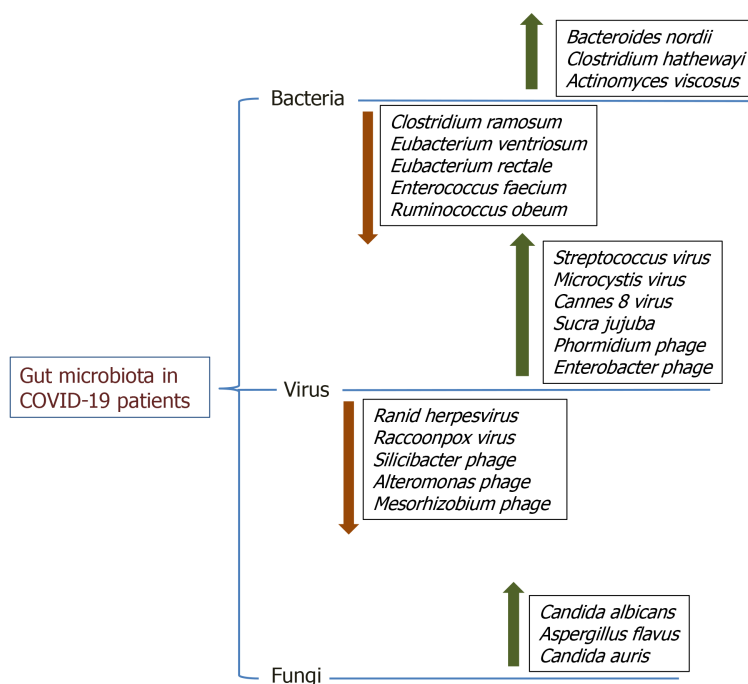 Bacteroides nordii
Clostridium hathewayi
Actinomyces viscosus
Bacteria
Clostridium ramosum
Eubacterium ventriosum
Eubacterium rectale
Enterococcus faecium
Ruminococcus obeum
Streptococcus virus
Microcystis virus
Cannes 8 virus
Sucra jujuba
Phormidium phage
Enterobacter phage
Gut microbiota in
COVID-19 patients
Virus
Ranid herpesvirus
Raccoonpox virus
Silicibacter phage
Alteromonas phage
Mesorhizobium phage
Candida albicans
Aspergillus flavus
Candida auris
Fungi